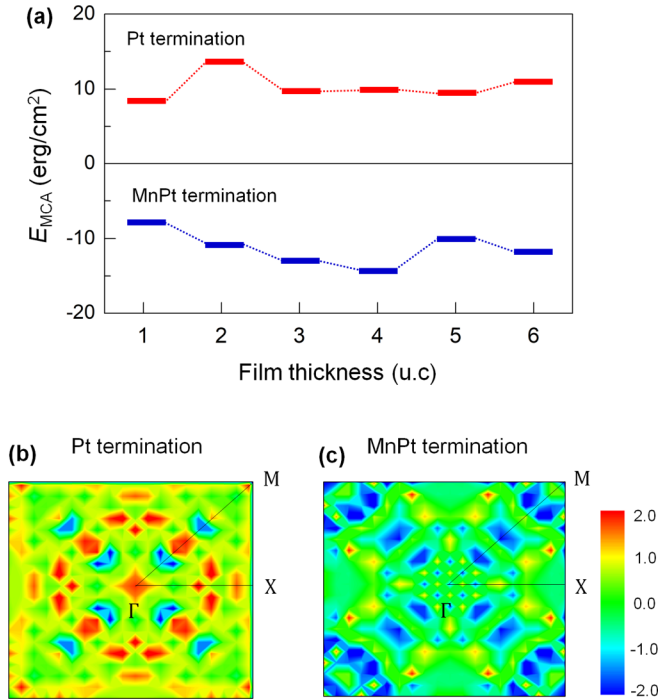 (a)
20
Pt termination
10
0
MnPt termination
-10
-20
E_MCA (erg/cm²)
1 2 3 4 5 6
Film thickness (u.c)
(b) Pt termination
M
X
Γ
(c) MnPt termination
M
X
Γ
2.0
1.0
0.0
-1.0
-2.0